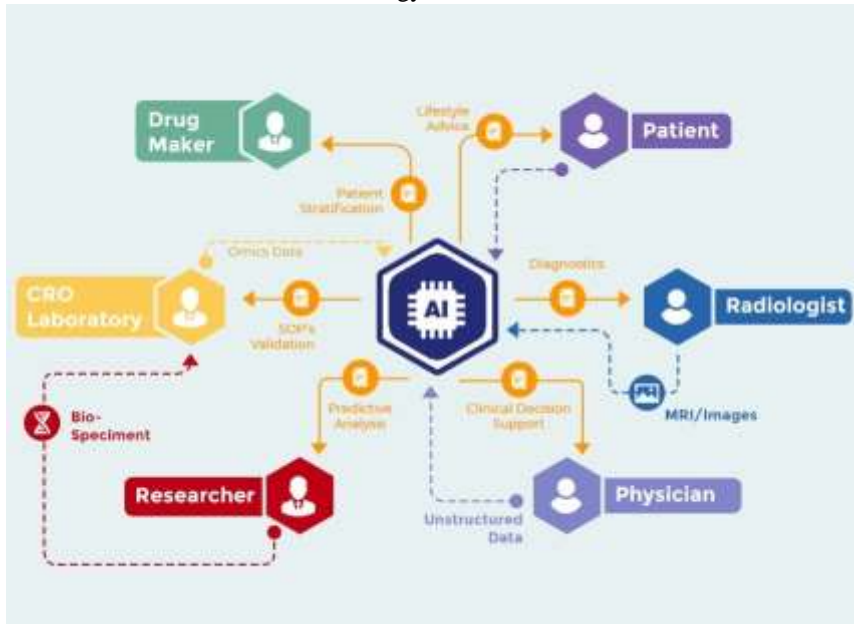 Drug
Maker
Lifestyle
Advice
Patient
Patient
Stratification
Omics Data
Diagnostics
CRO
Laboratory
AI
Radiologist
SOP's
Validation
Bio-
Speciment
Predictive
Analyse
Clinical Decision
Support
MRI/Images
Researcher
Physician
Unstructured
Data